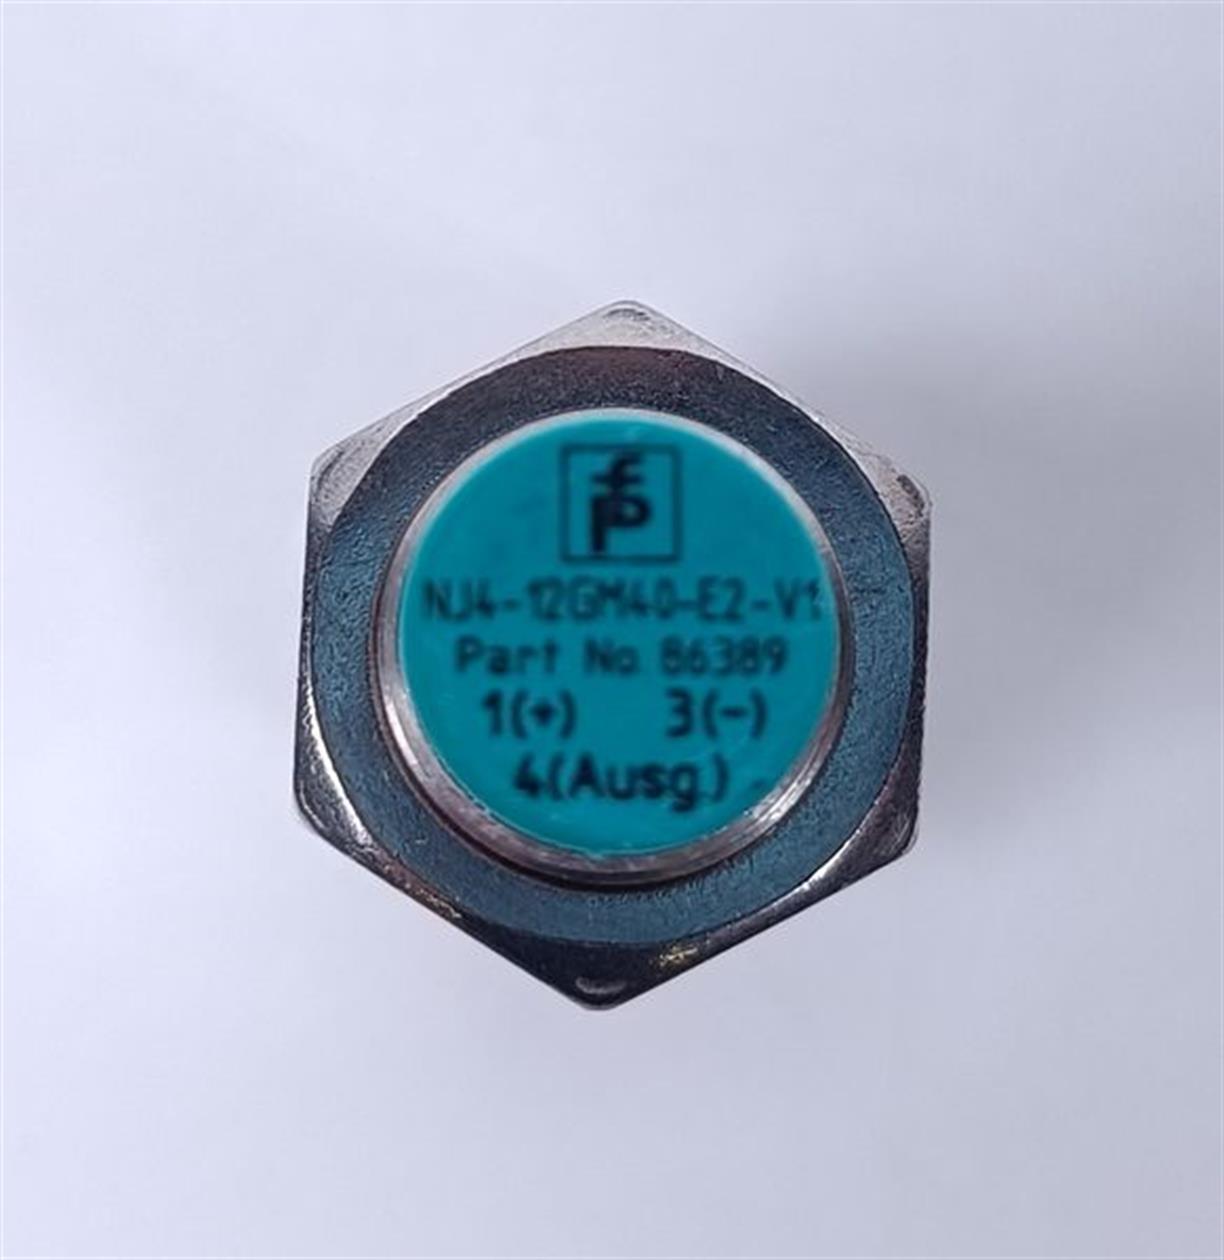 NJ4-12GM40-E2-V1
Part No 86389
1(+) 3(-)
4(Ausg.)